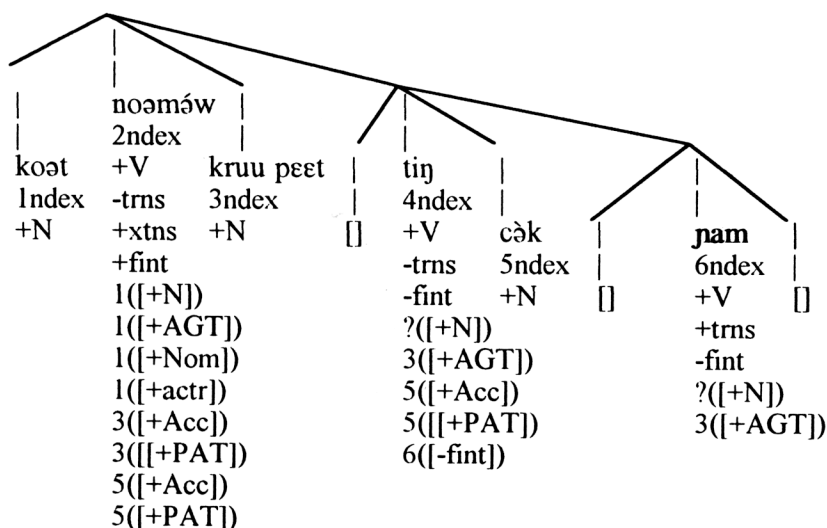 koət
1ndex
+N
noəmə́w
2ndex
+V
-trns
+xtns
+fint
1([+N])
1([+AGT])
1([+Nom])
1([+actr])
3([+Acc])
3([[+PAT])
5([+Acc])
5([+PAT])
kruu pɛɛt
3ndex
+N
[]
tiŋ
4ndex
+V
-trns
-fint
?([+N])
3([+AGT])
5([+Acc])
5([[+PAT])
6([-fint])
cə̀k
5ndex
+N
[]
ɲam
6ndex
+V
+trns
-fint
?([+N])
3([+AGT])
[]